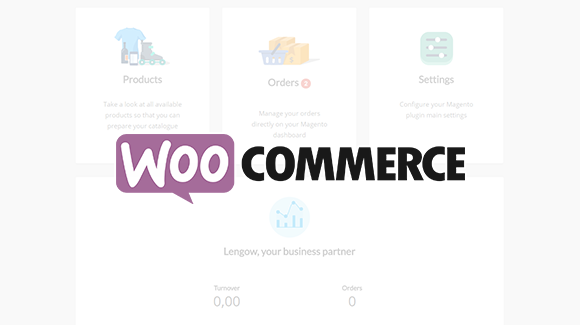 Products
Take a look at all available
products so that you can
prepare your catalogue
Orders 3
Manage your orders
directly on your Magento
dashboard
Settings
Configure your Magento
plugin main settings
WOO COMMERCE
Lengow, your business partner
Turnover
0,00
Orders
0